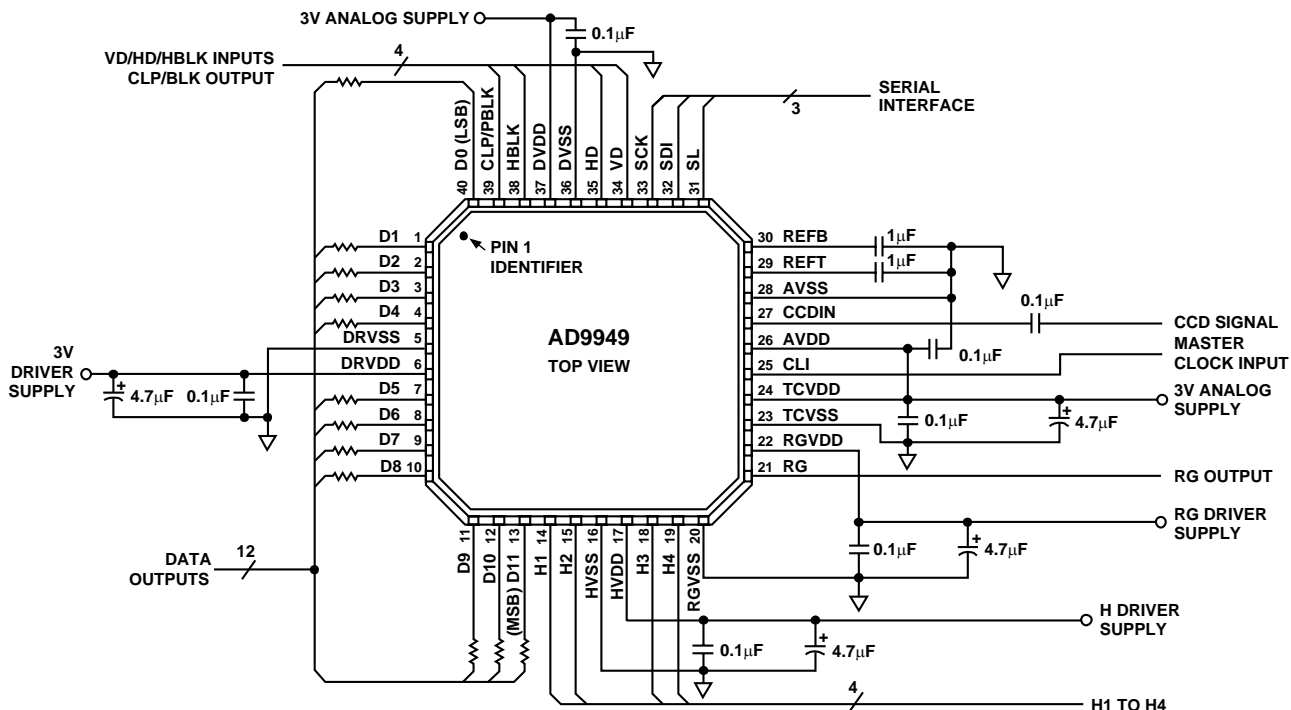 3V ANALOG SUPPLY
0.1μF
VD/HD/HBLK INPUTS
CLP/BLK OUTPUT
4
SERIAL
INTERFACE
3
D0 (LSB)
CLP/PBLK
HBLK
DVDD
DVSS
HD
VD
SCK
SDI
SL
40
39
38
37
36
35
34
33
32
31
D1 1
D2 2
D3 3
D4 4
DRVSS 5
DRVDD 6
D5 7
D6 8
D7 9
D8 10
PIN 1
IDENTIFIER
AD9949
TOP VIEW
30 REFB
1μF
29 REFT
1μF
28 AVSS
27 CCDIN
0.1μF
26 AVDD
0.1μF
25 CLI
24 TCVDD
23 TCVSS
22 RGVDD
21 RG
CCD SIGNAL
MASTER
CLOCK INPUT
3V ANALOG
SUPPLY
0.1μF
4.7μF
RG OUTPUT
RG DRIVER
SUPPLY
0.1μF
4.7μF
3V
DRIVER
SUPPLY
4.7μF
0.1μF
DATA
OUTPUTS
12
11
12
13
14
15
16
17
18
19
20
D9
D10
(MSB) D11
H1
H2
HVSS
HVDD
H3
H4
RGVSS
H DRIVER
SUPPLY
0.1μF
4.7μF
4
H1 TO H4